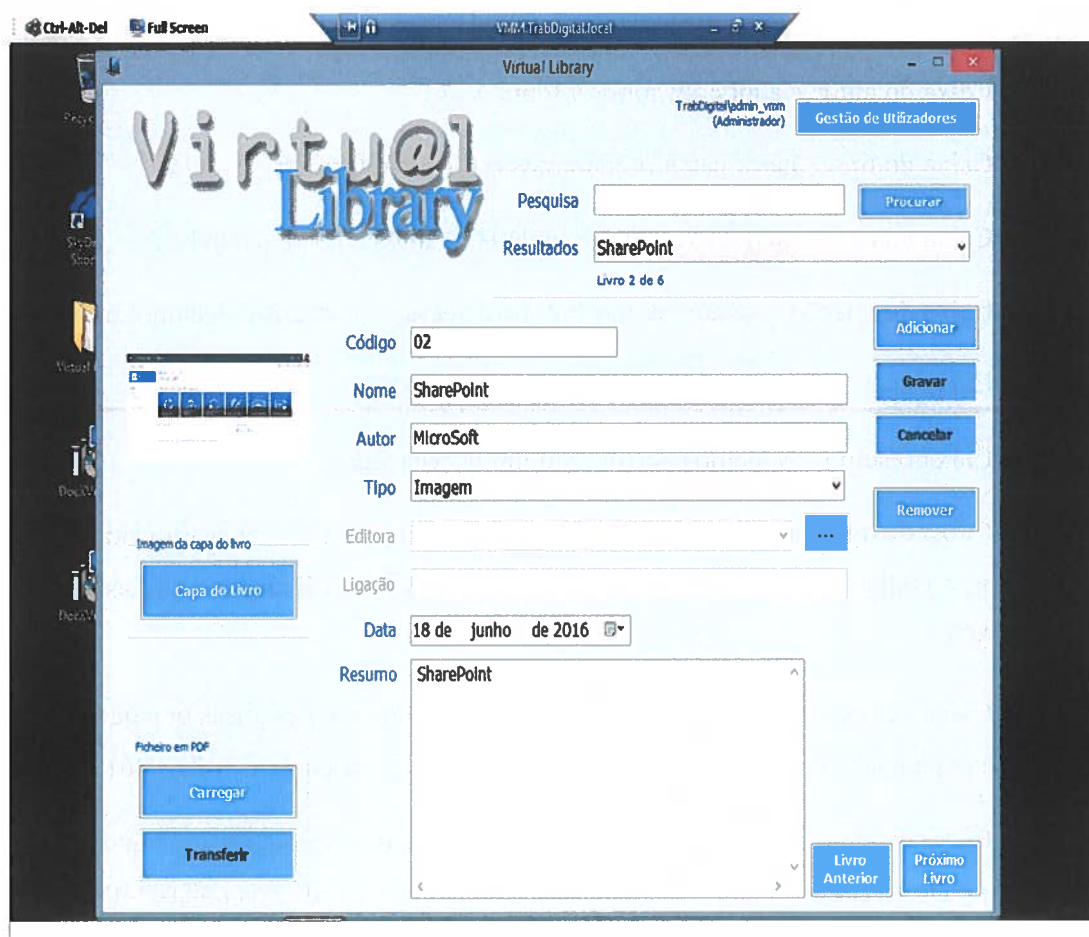 Ctrl-Alt-Del Full Screen VMM.TrabDigital.local
Virtual Library
TrabDigital\admin_vmm
(Administrador)
Gestão de Utilizadores
Virtu@l
Library
Pesquisa
Procurar
Resultados SharePoint
Livro 2 de 6
Código 02
Adicionar
Nome SharePoint
Gravar
Autor MicroSoft
Cancelar
Tipo Imagem
Remover
Editora ...
Imagem da capa do livro
Capa do Livro
Ligação
Data 18 de junho de 2016
Resumo SharePoint
Ficheiro em PDF
Carregar
Transferir
Livro
Anterior
Próximo
Livro